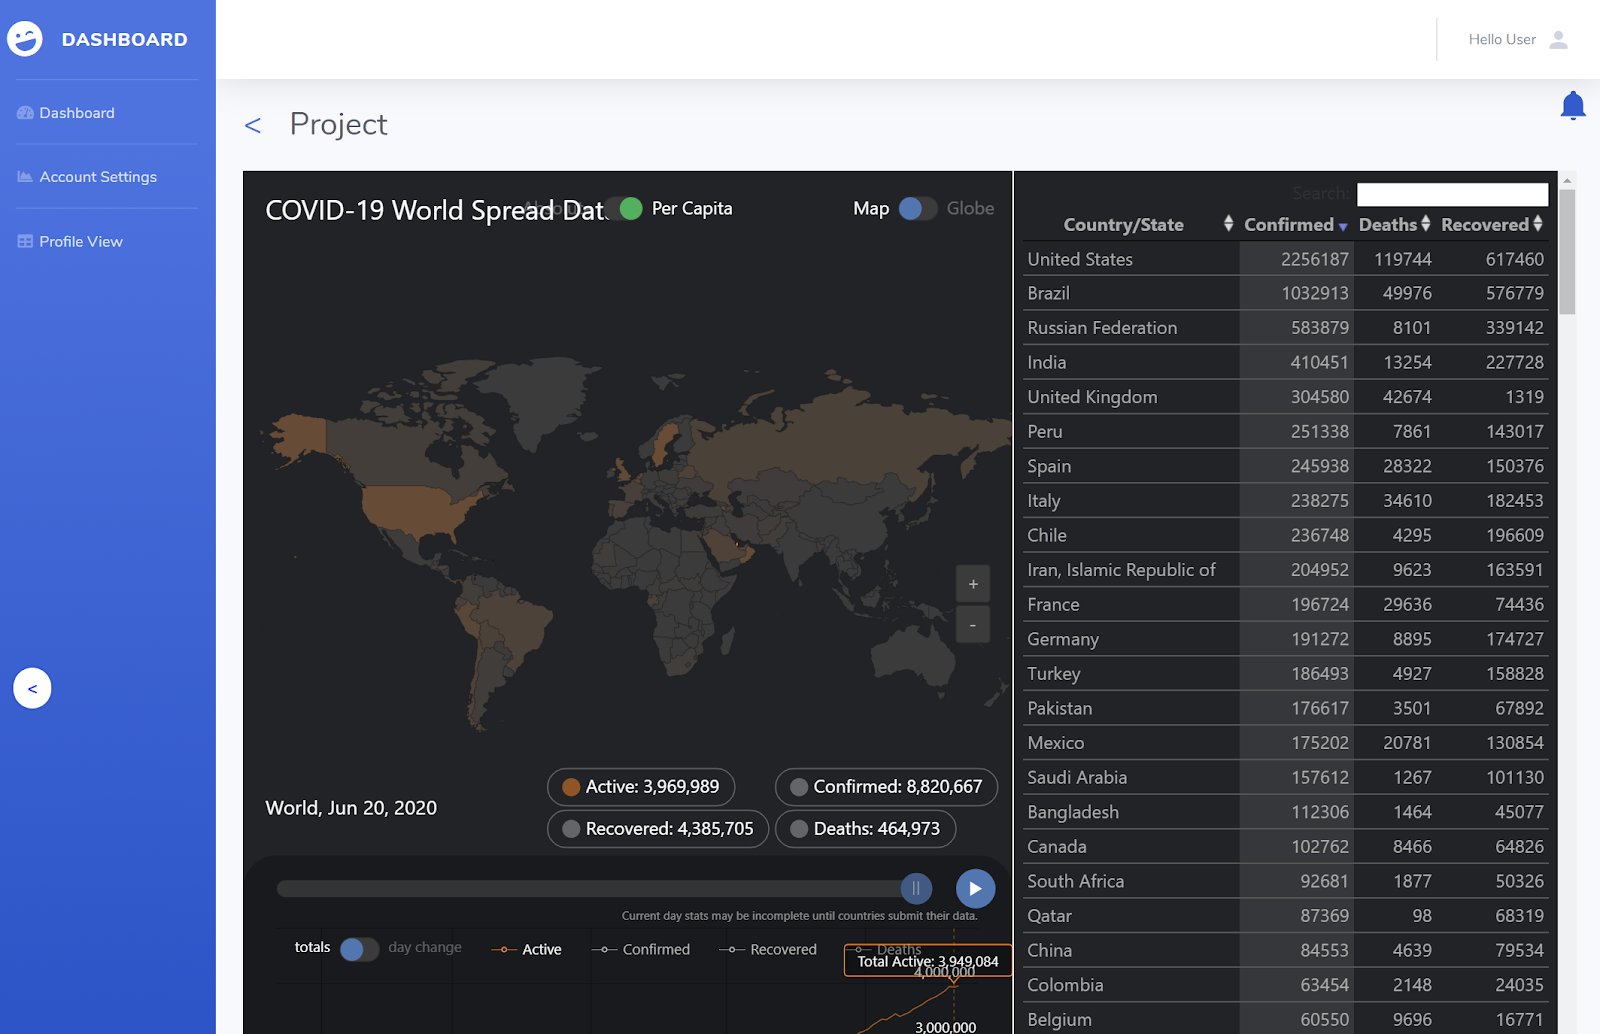 DASHBOARD
Hello User
Dashboard
Account Settings
Profile View
<
< Project
COVID-19 World Spread Dat
Absolute Per Capita
Map Globe
+
-
World, Jun 20, 2020
Active: 3,969,989
Confirmed: 8,820,667
Recovered: 4,385,705
Deaths: 464,973
Current day stats may be incomplete until countries submit their data.
totals day change
Active Confirmed Recovered Deaths
Total Active: 3,949,084
4,000,000
3,000,000
Search:
Country/State Confirmed Deaths Recovered
United States 2256187 119744 617460
Brazil 1032913 49976 576779
Russian Federation 583879 8101 339142
India 410451 13254 227728
United Kingdom 304580 42674 1319
Peru 251338 7861 143017
Spain 245938 28322 150376
Italy 238275 34610 182453
Chile 236748 4295 196609
Iran, Islamic Republic of 204952 9623 163591
France 196724 29636 74436
Germany 191272 8895 174727
Turkey 186493 4927 158828
Pakistan 176617 3501 67892
Mexico 175202 20781 130854
Saudi Arabia 157612 1267 101130
Bangladesh 112306 1464 45077
Canada 102762 8466 64826
South Africa 92681 1877 50326
Qatar 87369 98 68319
China 84553 4639 79534
Colombia 63454 2148 24035
Belgium 60550 9696 16771